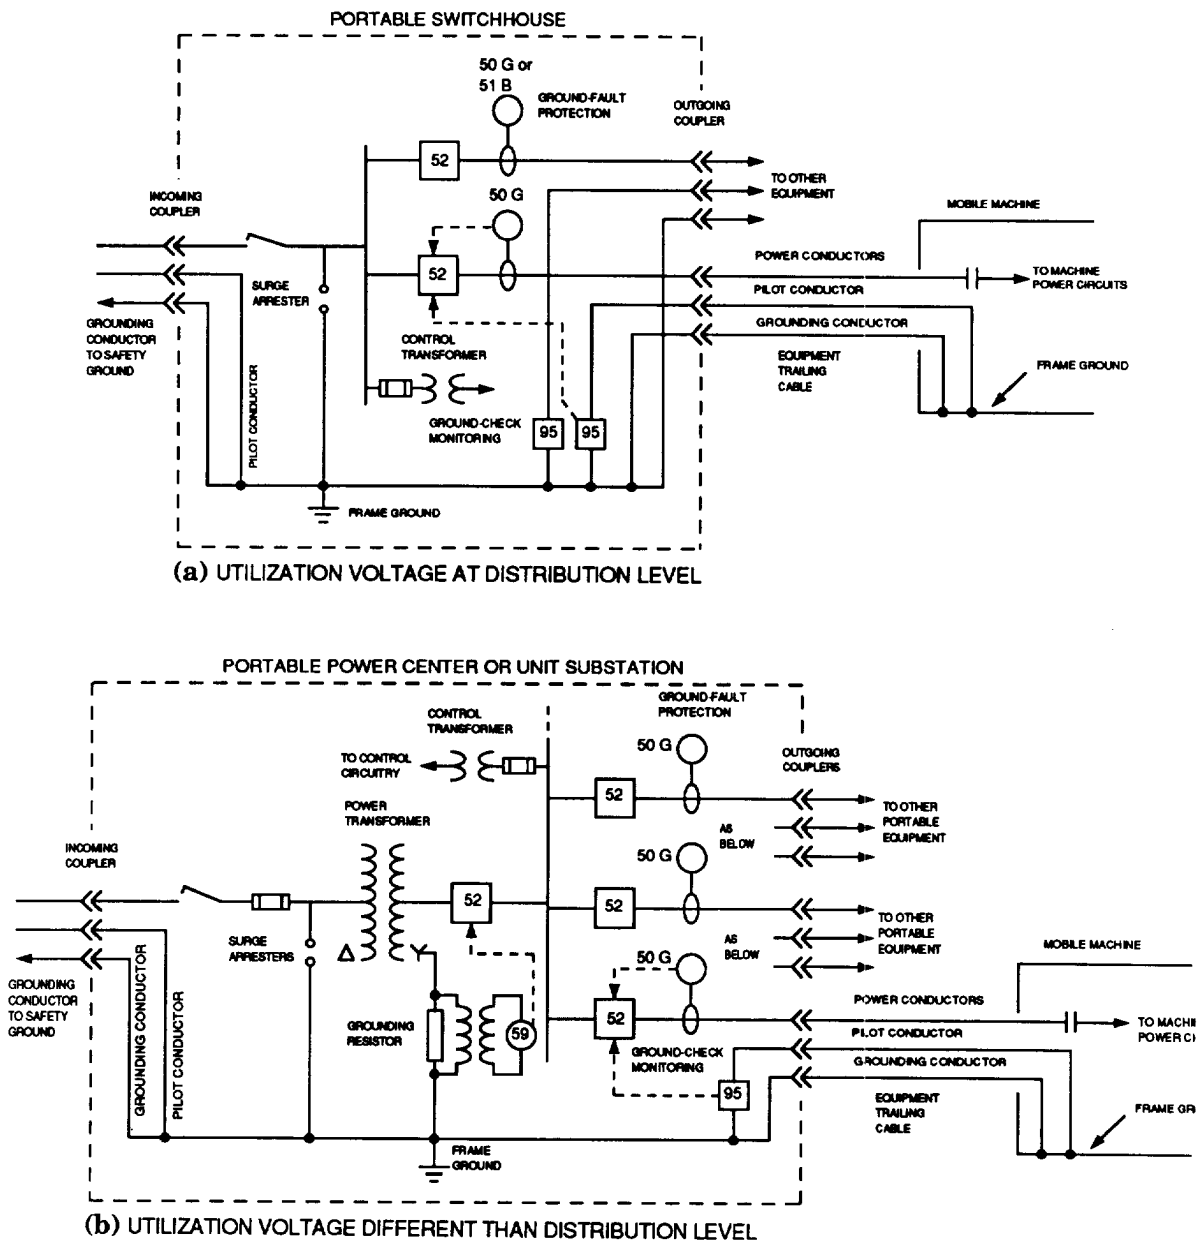 PORTABLE SWITCHHOUSE
50 G or
51 B
GROUND-FAULT
PROTECTION
OUTGOING
COUPLER
52
TO OTHER
EQUIPMENT
INCOMING
COUPLER
50 G
MOBILE MACHINE
52
POWER CONDUCTORS
TO MACHINE
POWER CIRCUITS
SURGE
ARRESTER
PILOT CONDUCTOR
GROUNDING
CONDUCTOR
TO SAFETY
GROUND
GROUNDING CONDUCTOR
CONTROL
TRANSFORMER
EQUIPMENT
TRAILING
CABLE
FRAME GROUND
PILOT CONDUCTOR
GROUND-CHECK
MONITORING
95
95
FRAME GROUND
(a) UTILIZATION VOLTAGE AT DISTRIBUTION LEVEL
PORTABLE POWER CENTER OR UNIT SUBSTATION
GROUND-FAULT
PROTECTION
CONTROL
TRANSFORMER
50 G
OUTGOING
COUPLERS
TO CONTROL
CIRCUITRY
52
POWER
TRANSFORMER
TO OTHER
PORTABLE
EQUIPMENT
AS
BELOW
INCOMING
COUPLER
50 G
52
52
TO OTHER
PORTABLE
EQUIPMENT
SURGE
ARRESTERS
Δ
Y
AS
BELOW
MOBILE MACHINE
50 G
GROUNDING
CONDUCTOR
TO SAFETY
GROUND
GROUNDING CONDUCTOR
PILOT CONDUCTOR
GROUNDING
RESISTOR
59
52
POWER CONDUCTORS
PILOT CONDUCTOR
TO MACHI
POWER CI
GROUND-CHECK
MONITORING
GROUNDING CONDUCTOR
95
EQUIPMENT
TRAILING
CABLE
FRAME GR
FRAME
GROUND
(b) UTILIZATION VOLTAGE DIFFERENT THAN DISTRIBUTION LEVEL